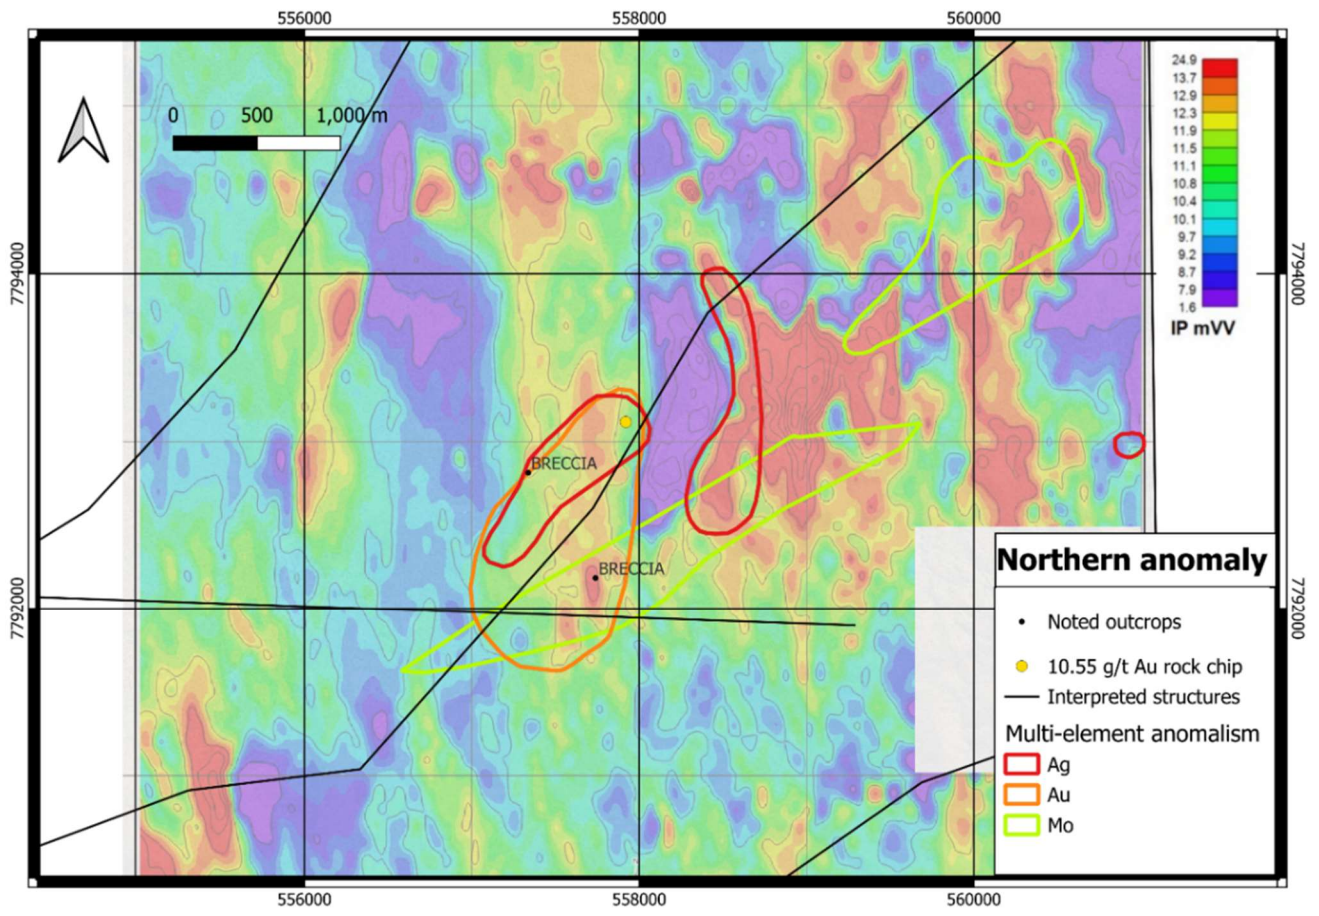 556000
558000
560000
0
500
1,000 m
24.9
13.7
12.9
12.3
11.9
11.5
11.1
10.8
10.4
10.1
9.7
9.2
8.7
7.9
1.6
IP mVV
7794000
7794000
BRECCIA
BRECCIA
7792000
7792000
Northern anomaly
Noted outcrops
10.55 g/t Au rock chip
Interpreted structures
Multi-element anomalism
Ag
Au
Mo
556000
558000
560000